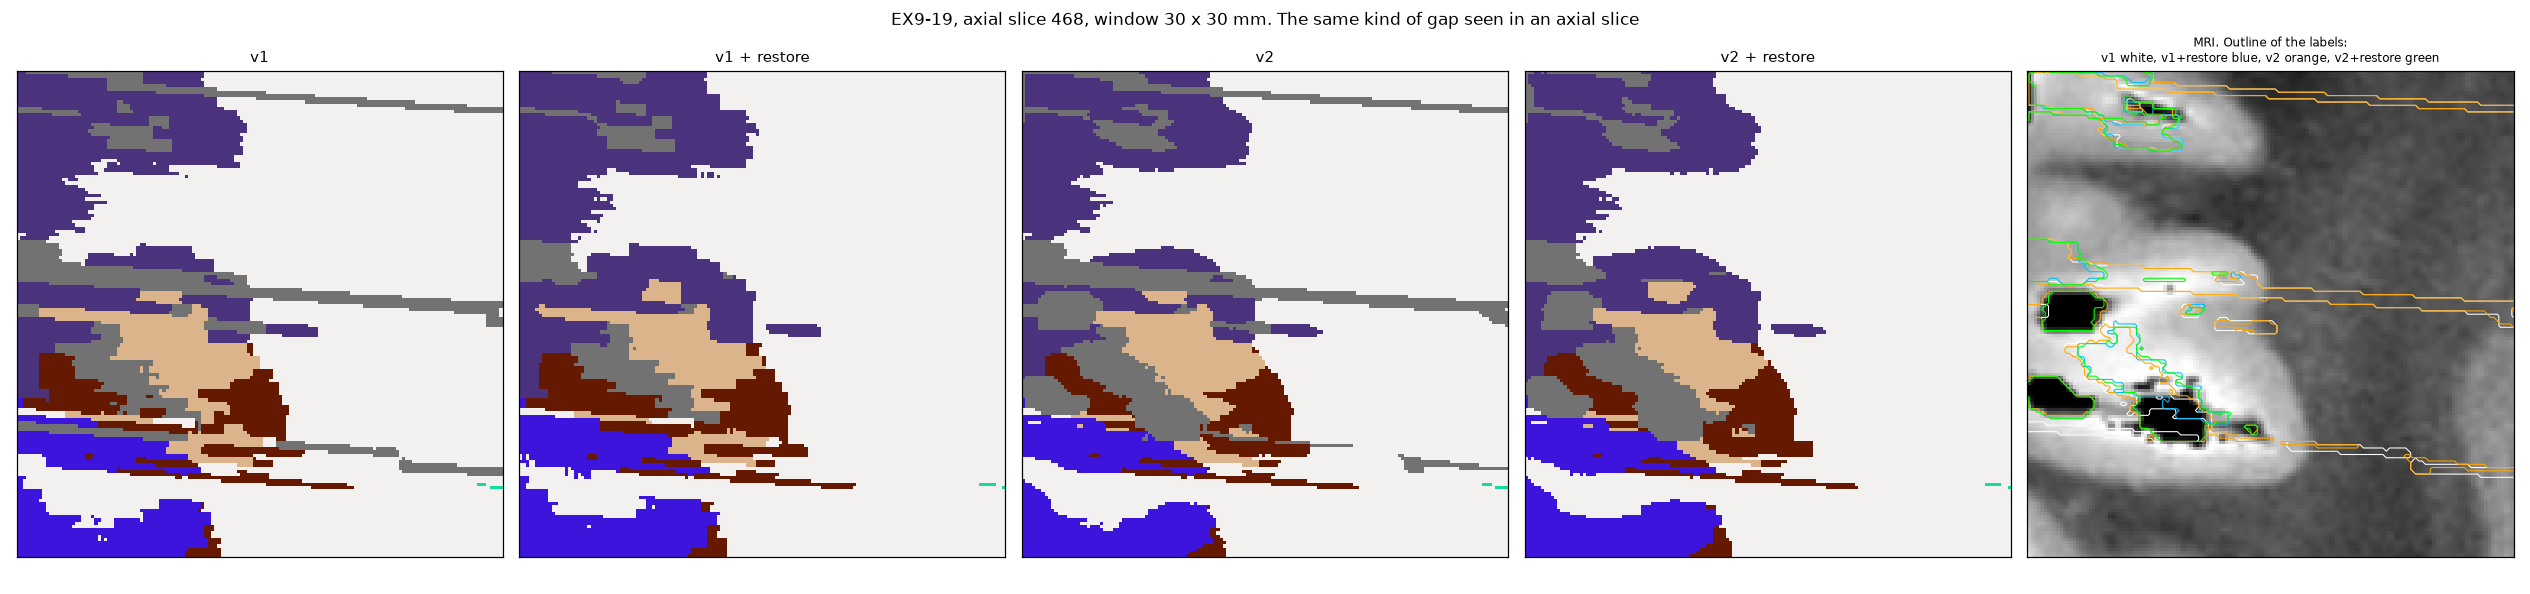 EX9-19, axial slice 468, window 30 x 30 mm. The same kind of gap seen in an axial slice
v1
v1 + restore
v2
v2 + restore
MRI. Outline of the labels:
v1 white, v1+restore blue, v2 orange, v2+restore green